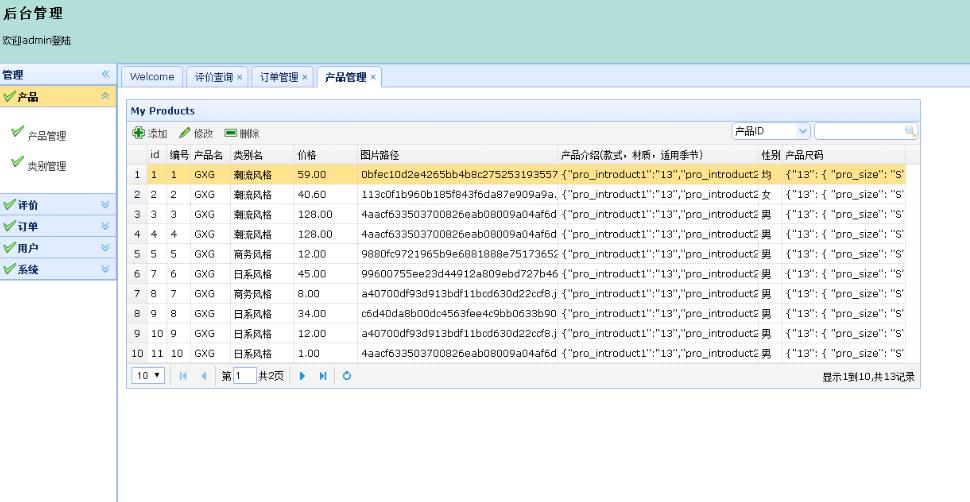 后台管理
欢迎admin登陆
管理
产品
产品管理
类别管理
评价
订单
用户
系统
Welcome 评价查询 × 订单管理 × 产品管理 ×
My Products
添加 修改 删除 产品ID
id 编号 产品名 类别名 价格 图片路径 产品介绍(款式，材质，适用季节) 性别 产品尺码
1 1 1 GXG 潮流风格 59.00 0bfec10d2e4265bb4b8c275253193557 {"pro_introduct1":"13","pro_introduct2 均 {"13": { "pro_size": "S"
2 2 2 GXG 潮流风格 40.60 113c0f1b960b185f843f6da87e909a9a. {"pro_introduct1":"13","pro_introduct2 女 {"13": { "pro_size": "S"
3 3 3 GXG 潮流风格 128.00 4aacf633503700826eab08009a04af6d {"pro_introduct1":"13","pro_introduct2 男 {"13": { "pro_size": "S"
4 4 4 GXG 潮流风格 128.00 4aacf633503700826eab08009a04af6d {"pro_introduct1":"13","pro_introduct2 男 {"13": { "pro_size": "S"
5 5 5 GXG 商务风格 12.00 9880fc9721965b9e6881888e75173652 {"pro_introduct1":"13","pro_introduct2 男 {"13": { "pro_size": "S"
6 7 6 GXG 日系风格 45.00 99600755ee23d44912a809ebd727b46 {"pro_introduct1":"13","pro_introduct2 男 {"13": { "pro_size": "S"
7 8 7 GXG 商务风格 8.00 a40700df93d913bdf11bcd630d22ccf8.j {"pro_introduct1":"13","pro_introduct2 男 {"13": { "pro_size": "S"
8 9 8 GXG 日系风格 34.00 c6d40da8b00dc4563fee4c9bb0633b90 {"pro_introduct1":"13","pro_introduct2 男 {"13": { "pro_size": "S"
9 10 9 GXG 日系风格 12.00 a40700df93d913bdf11bcd630d22ccf8.j {"pro_introduct1":"13","pro_introduct2 男 {"13": { "pro_size": "S"
10 11 10 GXG 日系风格 1.00 4aacf633503700826eab08009a04af6d {"pro_introduct1":"13","pro_introduct2 男 {"13": { "pro_size": "S"
10 第 1 共2页 显示1到10,共13记录